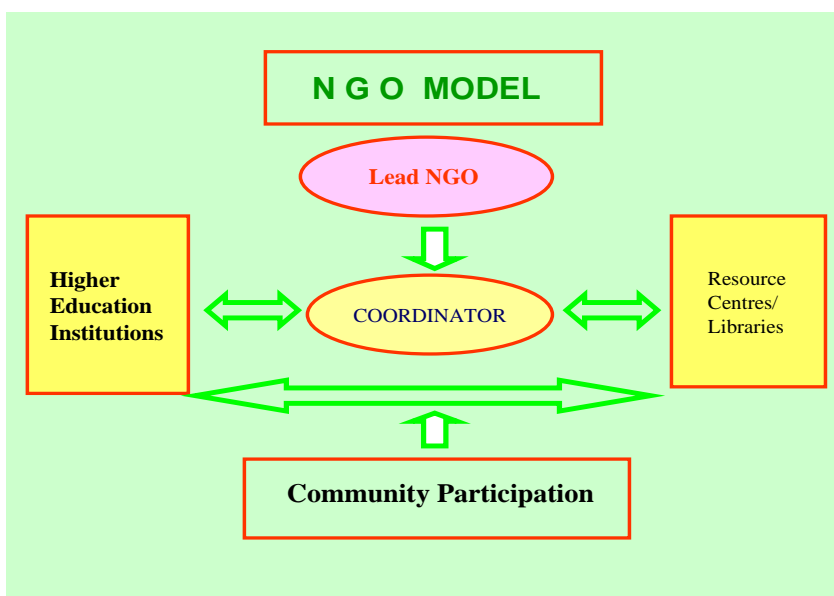 N G O MODEL
Lead NGO
Higher
Education
Institutions
COORDINATOR
Resource
Centres/
Libraries
Community Participation